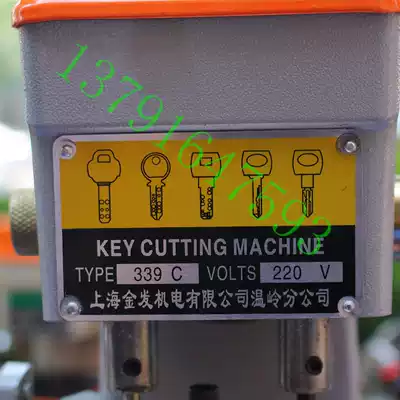 13791647593
KEY CUTTING MACHINE
TYPE 339 C VOLTS 220 V
上海金发机电有限公司温岭分公司